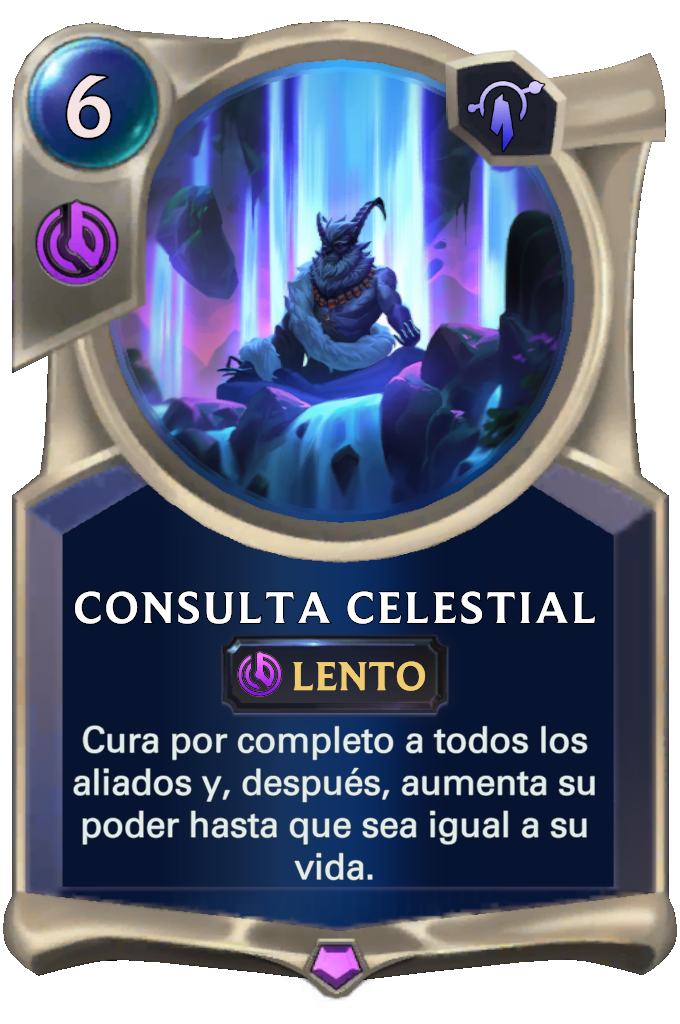 6
CONSULTA CELESTIAL
LENTO
Cura por completo a todos los
aliados y, después, aumenta su
poder hasta que sea igual a su
vida.